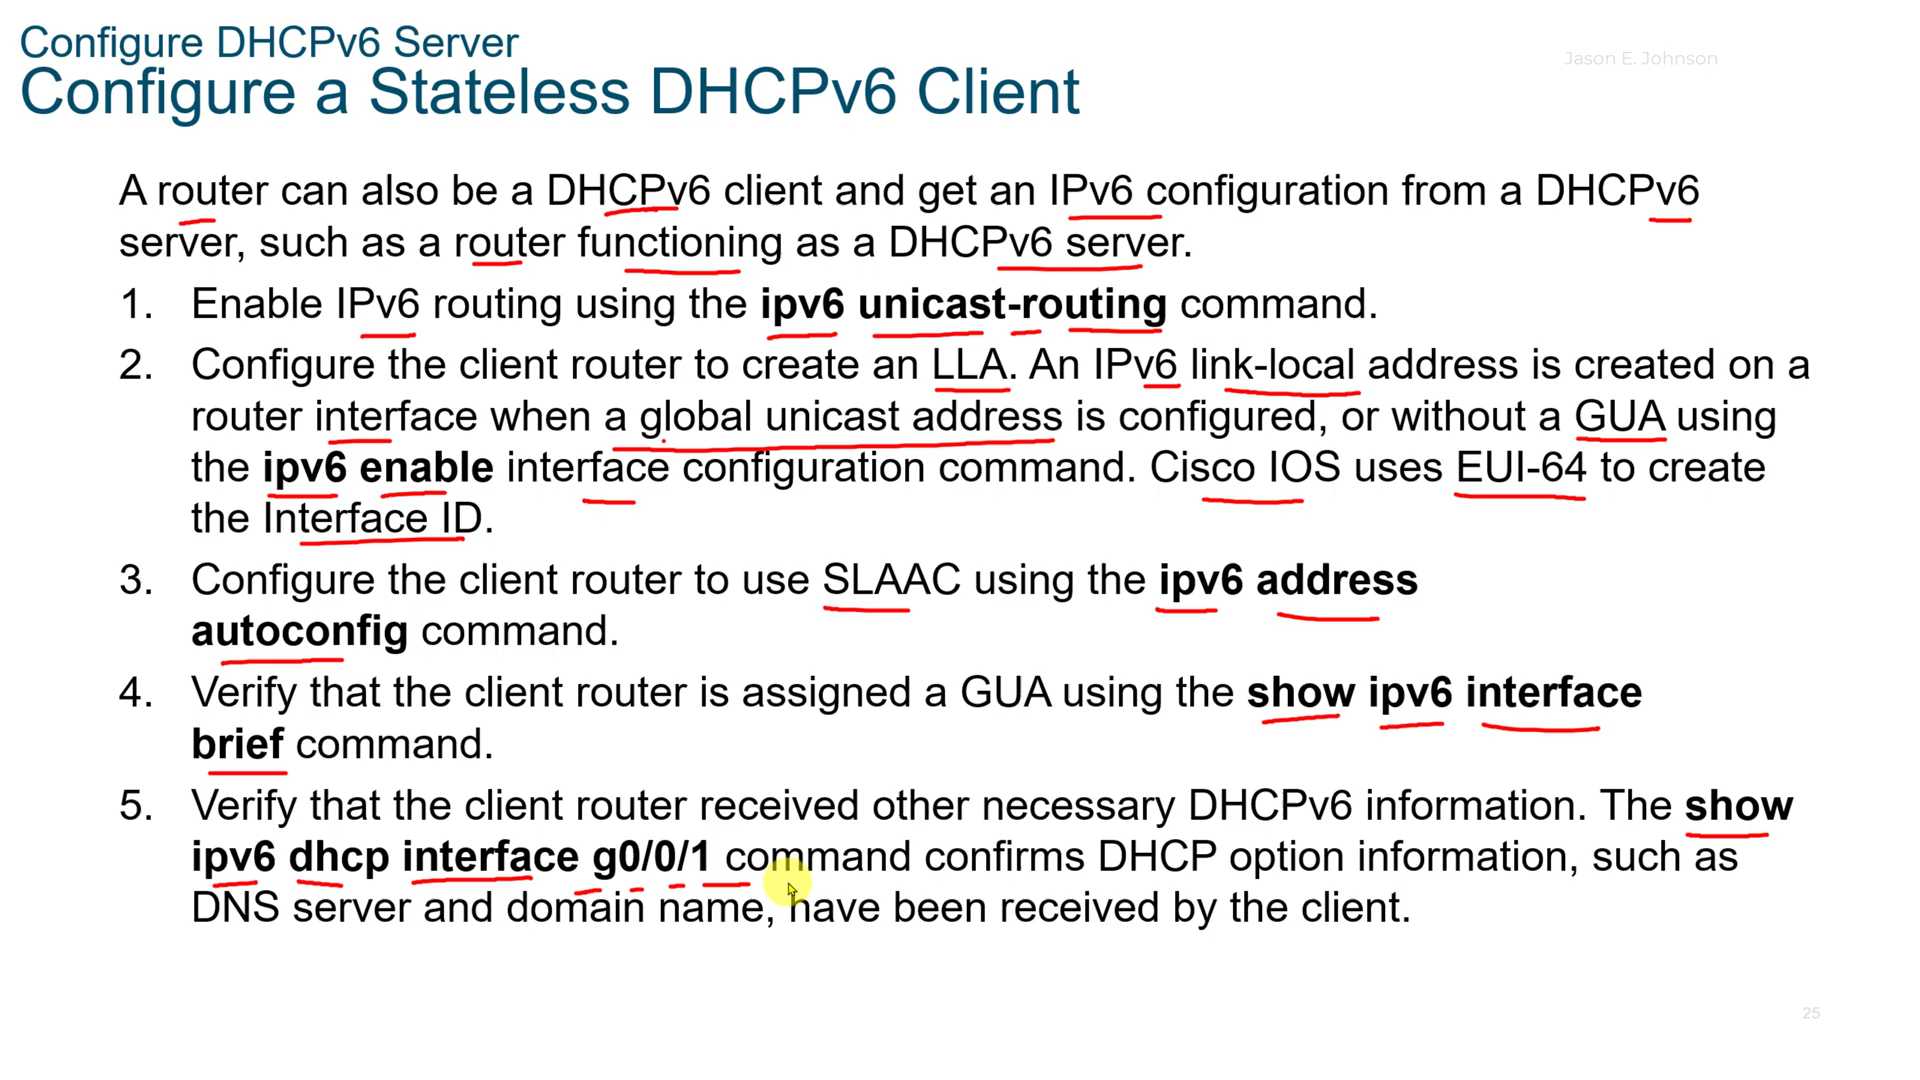 Configure DHCPv6 Server
Jason E. Johnson
Configure a Stateless DHCPv6 Client
A router can also be a DHCPv6 client and get an IPv6 configuration from a DHCPv6
server, such as a router functioning as a DHCPv6 server.
1. Enable IPv6 routing using the ipv6 unicast-routing command.
2. Configure the client router to create an LLA. An IPv6 link-local address is created on a
router interface when a global unicast address is configured, or without a GUA using
the ipv6 enable interface configuration command. Cisco IOS uses EUI-64 to create
the Interface ID.
3. Configure the client router to use SLAAC using the ipv6 address
autoconfig command.
4. Verify that the client router is assigned a GUA using the show ipv6 interface
brief command.
5. Verify that the client router received other necessary DHCPv6 information. The show
ipv6 dhcp interface g0/0/1 command confirms DHCP option information, such as
DNS server and domain name, have been received by the client.
25